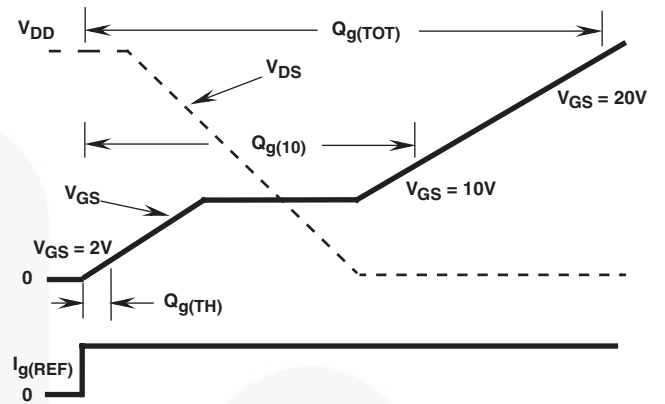 V_DD
Q_g(TOT)
V_DS
V_GS = 20V
Q_g(10)
V_GS
V_GS = 10V
V_GS = 2V
0
Q_g(TH)
I_g(REF)
0